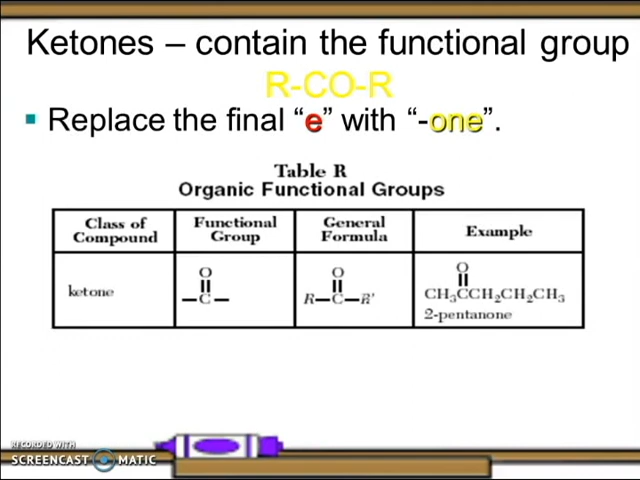 Ketones – contain the functional group
R-CO-R
Replace the final “e” with “-one”.
Table R
Organic Functional Groups
Class of Compound
Functional Group
General Formula
Example
ketone
O
–C–
O
R–C–R'
O
CH₃CCH₂CH₂CH₃
2-pentanone
RECORDED WITH
SCREENCAST MATIC